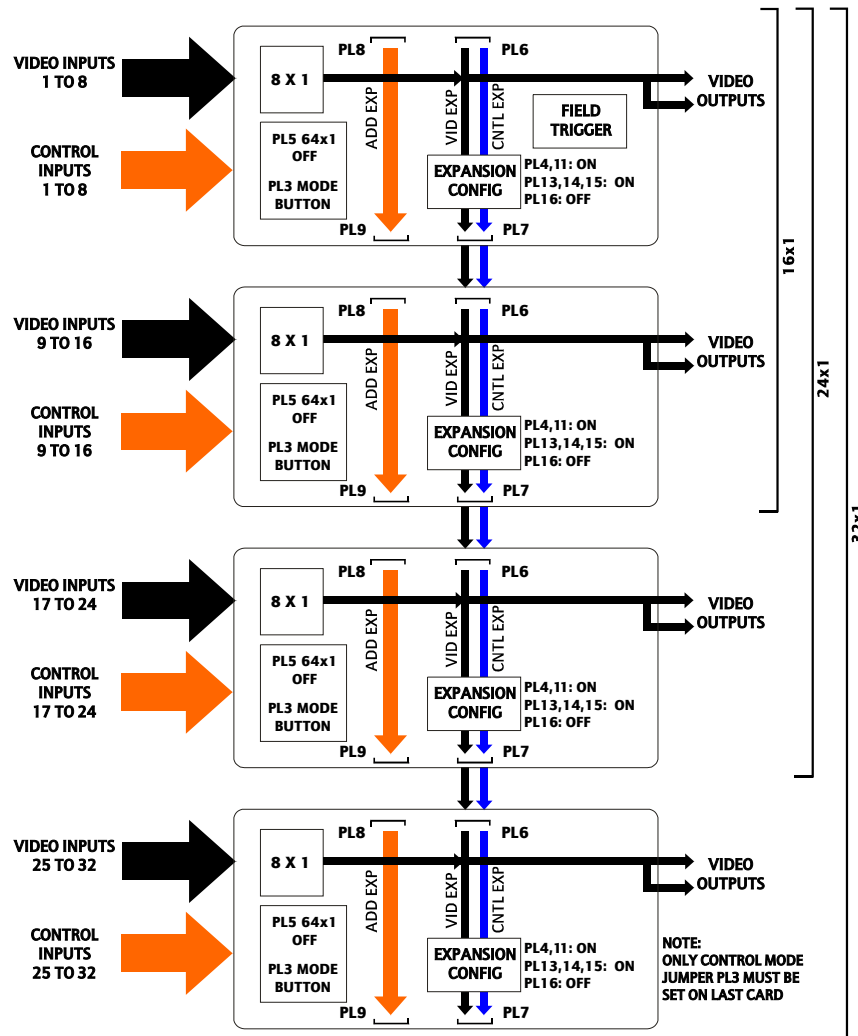 VIDEO INPUTS
1 TO 8
CONTROL
INPUTS
1 TO 8
8 X 1
PL5 64x1
OFF
PL3 MODE
BUTTON
PL8
ADD EXP
PL9
PL6
VID EXP
CNTL EXP
FIELD
TRIGGER
EXPANSION
CONFIG
PL4,11: ON
PL13,14,15: ON
PL16: OFF
PL7
VIDEO
OUTPUTS
VIDEO INPUTS
9 TO 16
CONTROL
INPUTS
9 TO 16
8 X 1
PL5 64x1
OFF
PL3 MODE
BUTTON
PL8
ADD EXP
PL9
PL6
VID EXP
CNTL EXP
EXPANSION
CONFIG
PL4,11: ON
PL13,14,15: ON
PL16: OFF
PL7
VIDEO
OUTPUTS
VIDEO INPUTS
17 TO 24
CONTROL
INPUTS
17 TO 24
8 X 1
PL5 64x1
OFF
PL3 MODE
BUTTON
PL8
ADD EXP
PL9
PL6
VID EXP
CNTL EXP
EXPANSION
CONFIG
PL4,11: ON
PL13,14,15: ON
PL16: OFF
PL7
VIDEO
OUTPUTS
VIDEO INPUTS
25 TO 32
CONTROL
INPUTS
25 TO 32
8 X 1
PL5 64x1
OFF
PL3 MODE
BUTTON
PL8
ADD EXP
PL9
PL6
VID EXP
CNTL EXP
EXPANSION
CONFIG
PL4,11: ON
PL13,14,15: ON
PL16: OFF
PL7
VIDEO
OUTPUTS
NOTE:
ONLY CONTROL MODE
JUMPER PL3 MUST BE
SET ON LAST CARD
16x1
24x1
32x1